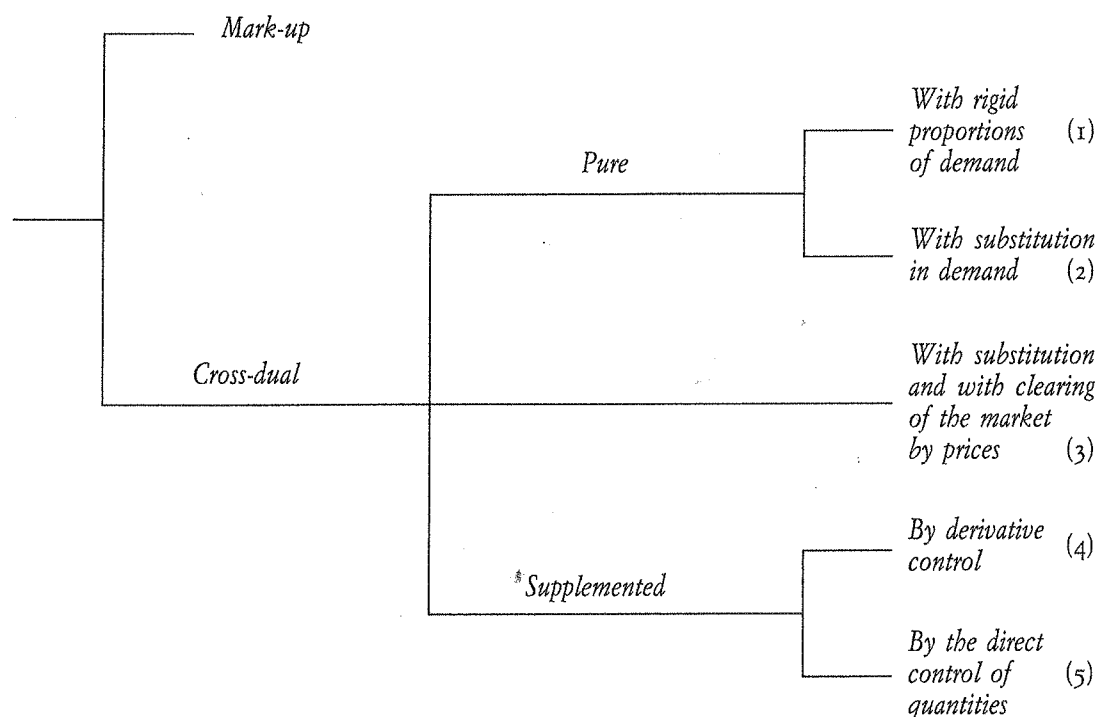 Mark-up
With rigid
proportions (1)
of demand
Pure
With substitution
in demand (2)
Cross-dual
With substitution
and with clearing
of the market
by prices (3)
By derivative (4)
control
Supplemented
By the direct
control of (5)
quantities